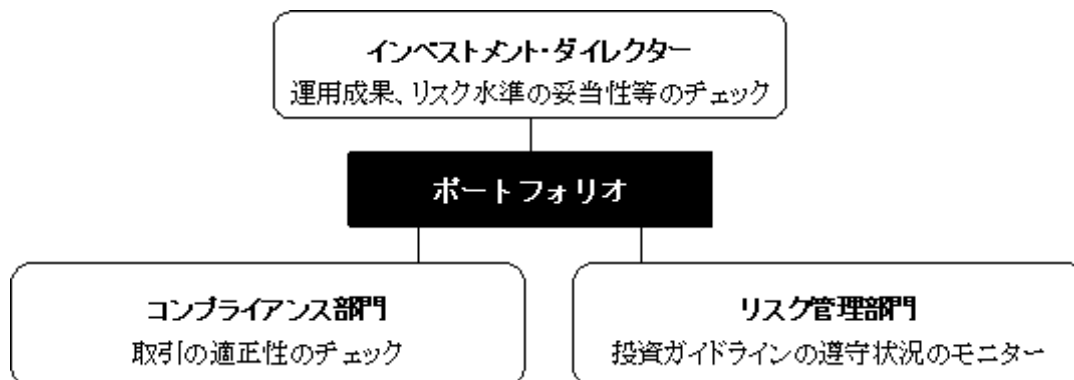 インベストメント・ダイレクター
運用成果、リスク水準の妥当性等のチェック
ポートフォリオ
コンプライアンス部門
取引の適正性のチェック
リスク管理部門
投資ガイドラインの遵守状況のモニター